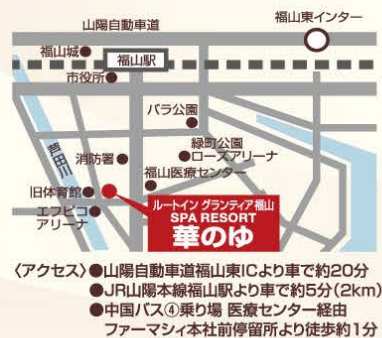 山陽自動車道
福山東インター
福山城
福山駅
市役所
バラ公園
緑町公園
ローズアリーナ
芦田川
消防署
福山医療センター
旧体育館
エフピコ
アリーナ
ルートイン グランティア福山
SPA RESORT
華のゆ
〈アクセス〉●山陽自動車道福山東ICより車で約20分
●JR山陽本線福山駅より車で約5分(2km)
●中国バス④乗り場 医療センター経由
ファーマシィ本社前停留所より徒歩約1分